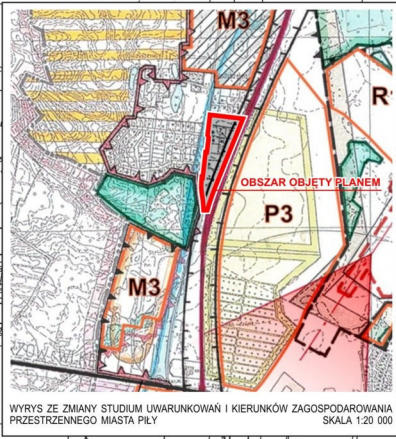 M3
R
OBSZAR OBJĘTY PLANEM
P3
M3
WYRYS ZE ZMIANY STUDIUM UWARUNKOWAŃ I KIERUNKÓW ZAGOSPODAROWANIA
PRZESTRZENNEGO MIASTA PIŁY SKALA 1:20 000